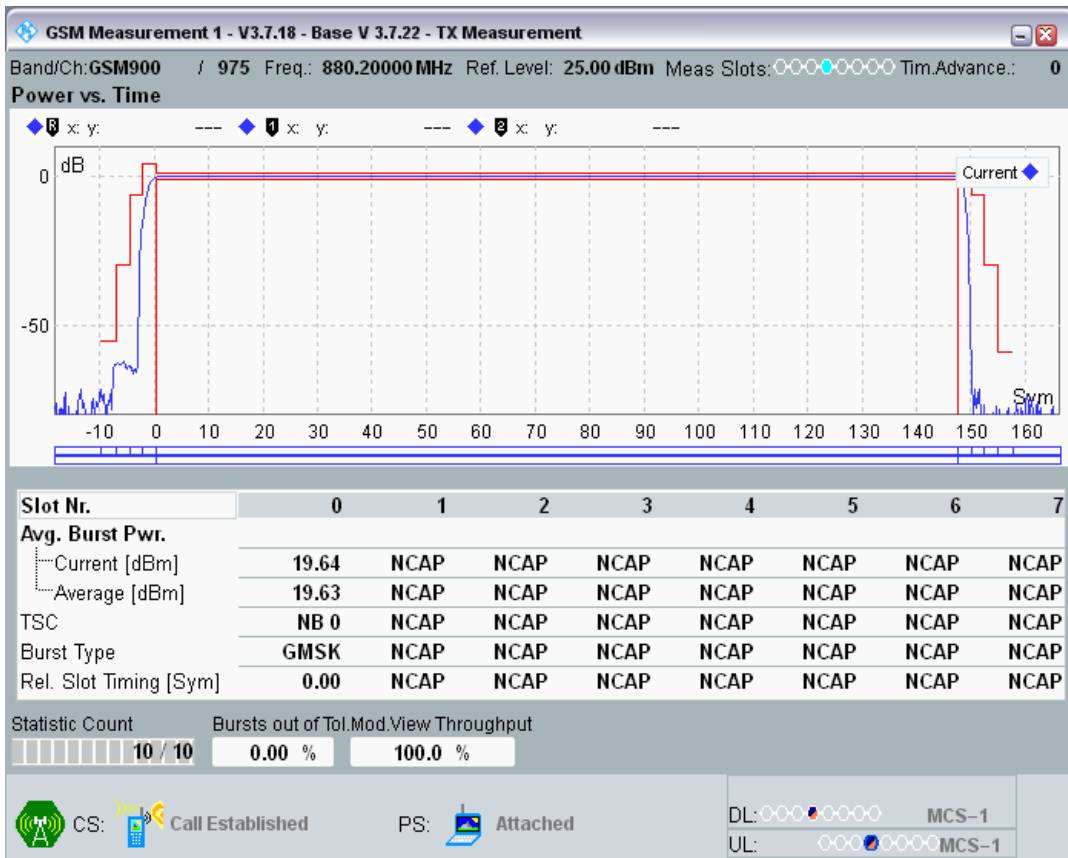 GSM Measurement 1 - V3.7.18 - Base V 3.7.22 - TX Measurement
Band/Ch:GSM900 / 975 Freq.: 880.20000 MHz Ref. Level: 25.00 dBm Meas Slots: Tim.Advance.: 0
Power vs. Time
R x: y: --- 1 x: y: --- 2 x: y: ---
dB
Current
0
-50
Sym
-10 0 10 20 30 40 50 60 70 80 90 100 110 120 130 140 150 160
Slot Nr. 0 1 2 3 4 5 6 7
Avg. Burst Pwr.
Current [dBm] 19.64 NCAP NCAP NCAP NCAP NCAP NCAP NCAP
Average [dBm] 19.63 NCAP NCAP NCAP NCAP NCAP NCAP NCAP
TSC NB 0 NCAP NCAP NCAP NCAP NCAP NCAP NCAP
Burst Type GMSK NCAP NCAP NCAP NCAP NCAP NCAP NCAP
Rel. Slot Timing [Sym] 0.00 NCAP NCAP NCAP NCAP NCAP NCAP NCAP
Statistic Count Bursts out of Tol.Mod.View Throughput
10 / 10 0.00 % 100.0 %
CS: Call Established PS: Attached
DL: MCS-1
UL: MCS-1